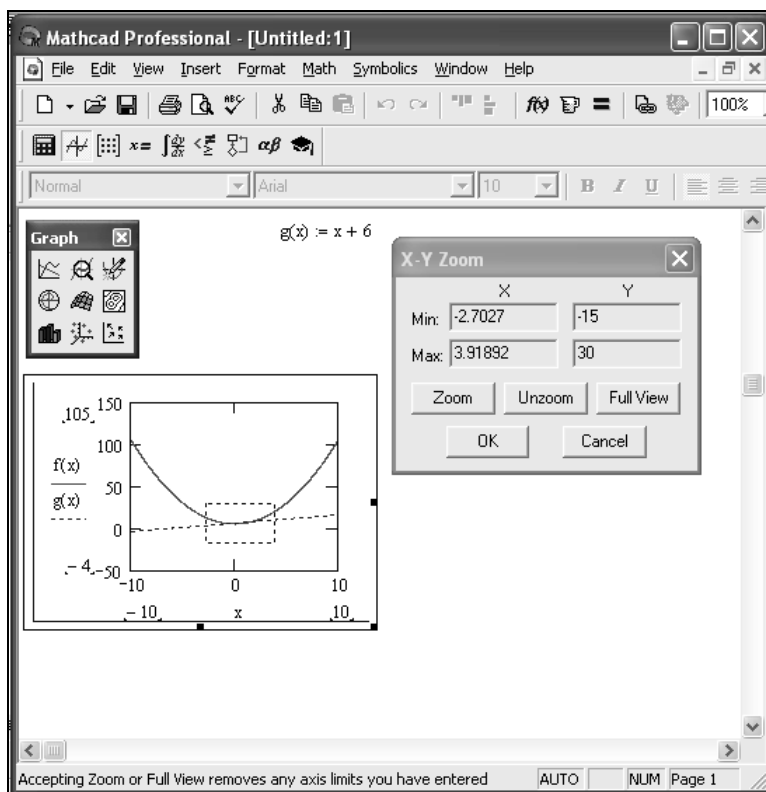 Mathcad Professional - [Untitled:1]
File Edit View Insert Format Math Symbolics Window Help
f(x) = 100%
x= αβ
Normal Arial 10 B I U
Graph
g(x) := x + 6
X-Y Zoom
X Y
Min: -2.7027 -15
Max: 3.91892 30
Zoom Unzoom Full View
OK Cancel
105 150
100
f(x)
50
g(x)
0
-4 -50
-10 0 10
-10 x 10
Accepting Zoom or Full View removes any axis limits you have entered AUTO NUM Page 1